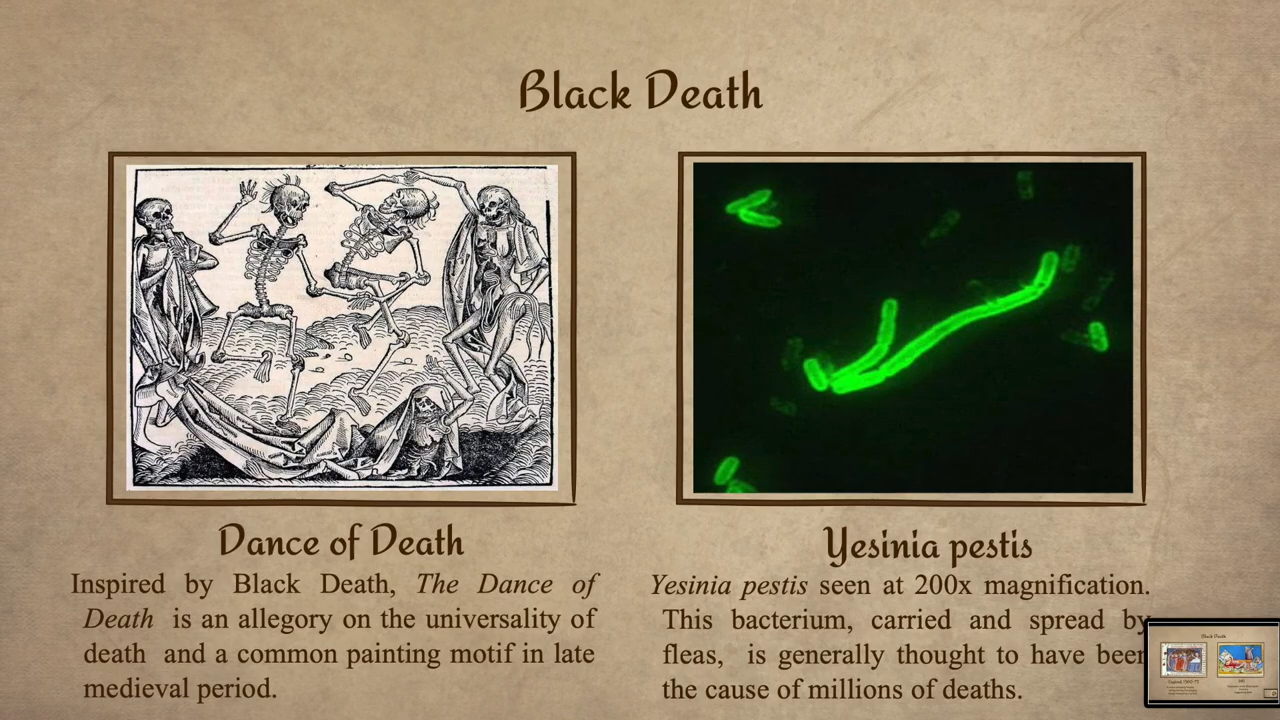 Black Death
Dance of Death
Inspired by Black Death, The Dance of
Death is an allegory on the universality of
death and a common painting motif in late
medieval period.
Yesinia pestis
Yesinia pestis seen at 200x magnification.
This bacterium, carried and spread by
fleas, is generally thought to have been
the cause of millions of deaths.
Black Death